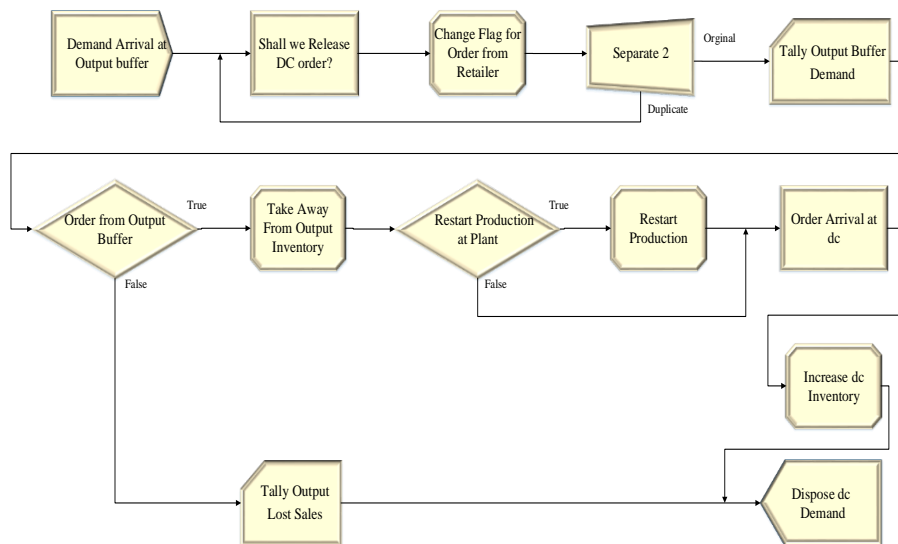 Demand Arrival at
Output buffer
Shall we Release
DC order?
Change Flag for
Order from
Retailer
Separate 2
Orginal
Duplicate
Tally Output Buffer
Demand
Order from Output
Buffer
True
False
Take Away
From Output
Inventory
Restart Production
at Plant
True
False
Restart
Production
Order Arrival at
dc
Increase dc
Inventory
Tally Output
Lost Sales
Dispose dc
Demand